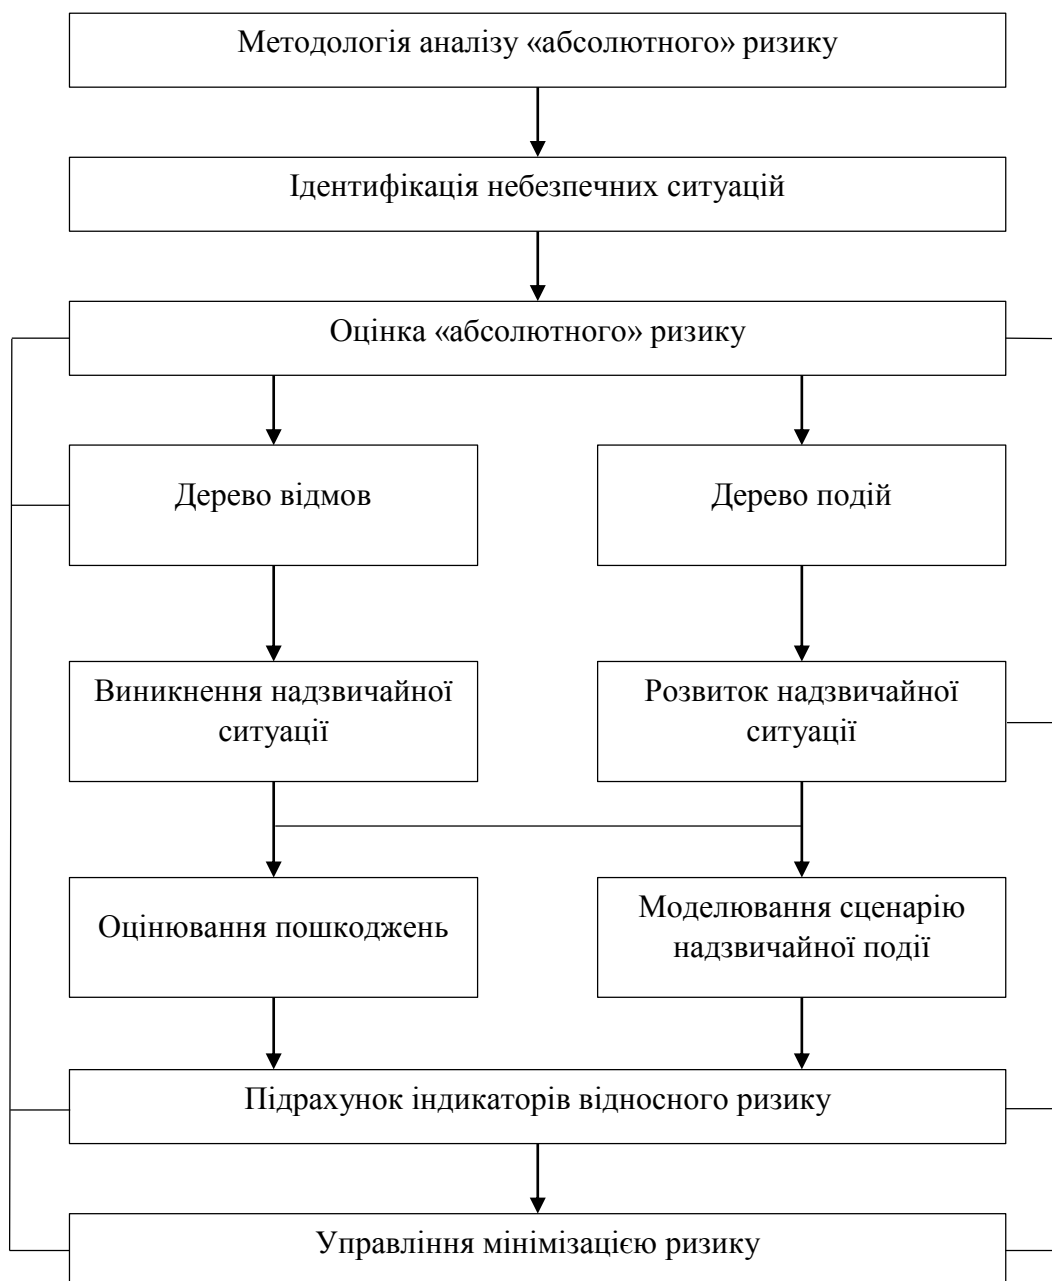 Методологія аналізу «абсолютного» ризику
Ідентифікація небезпечних ситуацій
Оцінка «абсолютного» ризику
Дерево відмов
Дерево подій
Виникнення надзвичайної
ситуації
Розвиток надзвичайної
ситуації
Оцінювання пошкоджень
Моделювання сценарію
надзвичайної події
Підрахунок індикаторів відносного ризику
Управління мінімізацією ризику